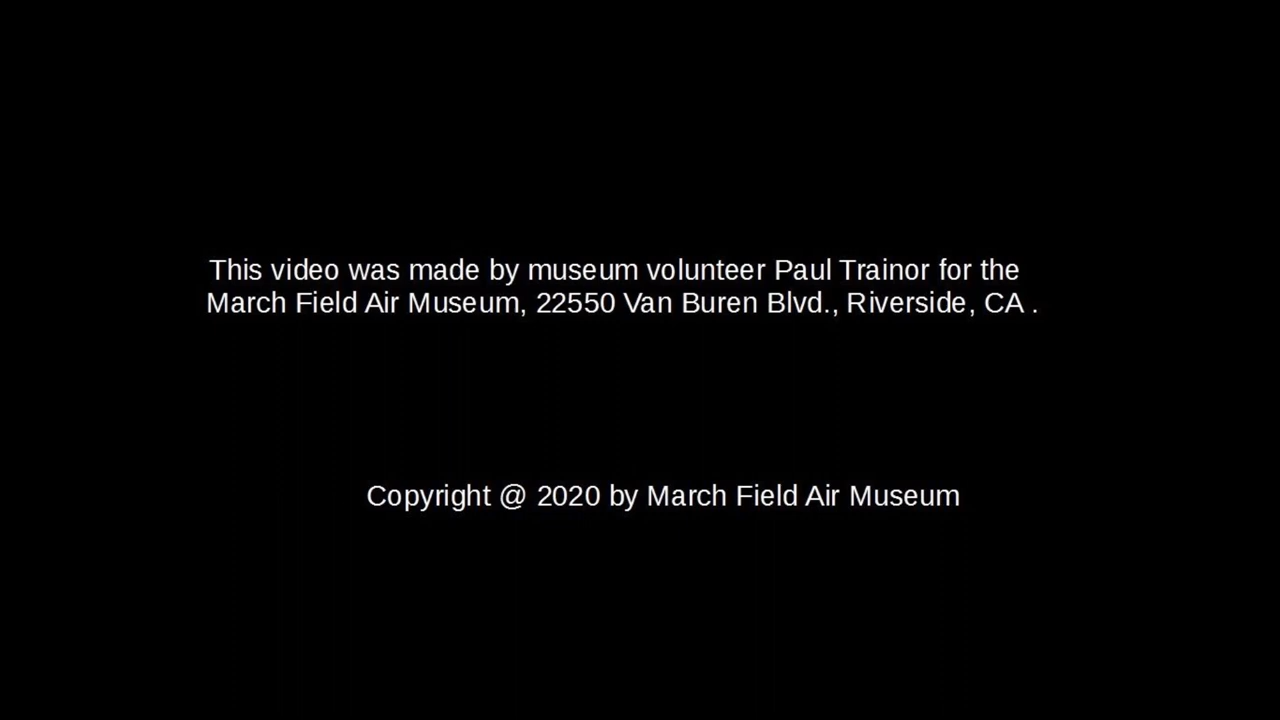 This video was made by museum volunteer Paul Trainor for the
March Field Air Museum, 22550 Van Buren Blvd., Riverside, CA .
Copyright @ 2020 by March Field Air Museum